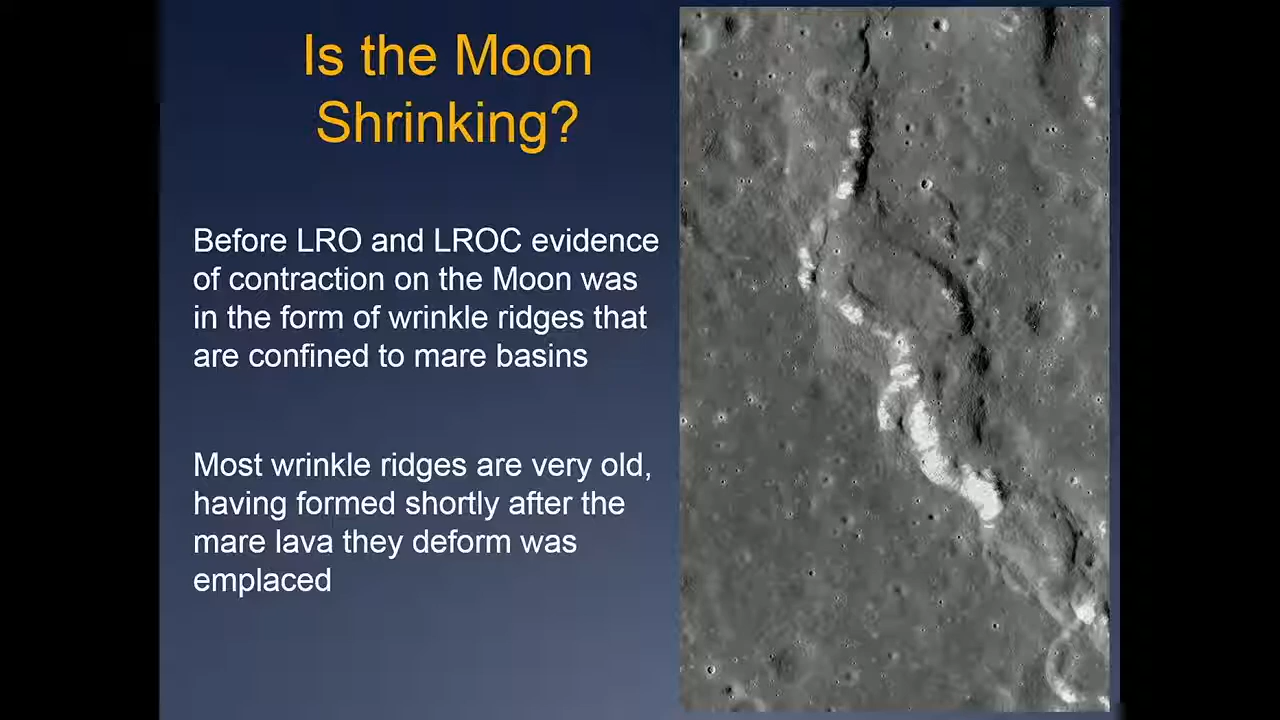 Is the Moon
Shrinking?
Before LRO and LROC evidence
of contraction on the Moon was
in the form of wrinkle ridges that
are confined to mare basins
Most wrinkle ridges are very old,
having formed shortly after the
mare lava they deform was
emplaced